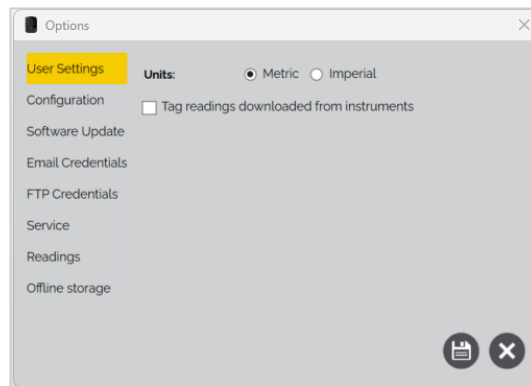 Options
User Settings
Units: Metric Imperial
Configuration
Tag readings downloaded from instruments
Software Update
Email Credentials
FTP Credentials
Service
Readings
Offline storage